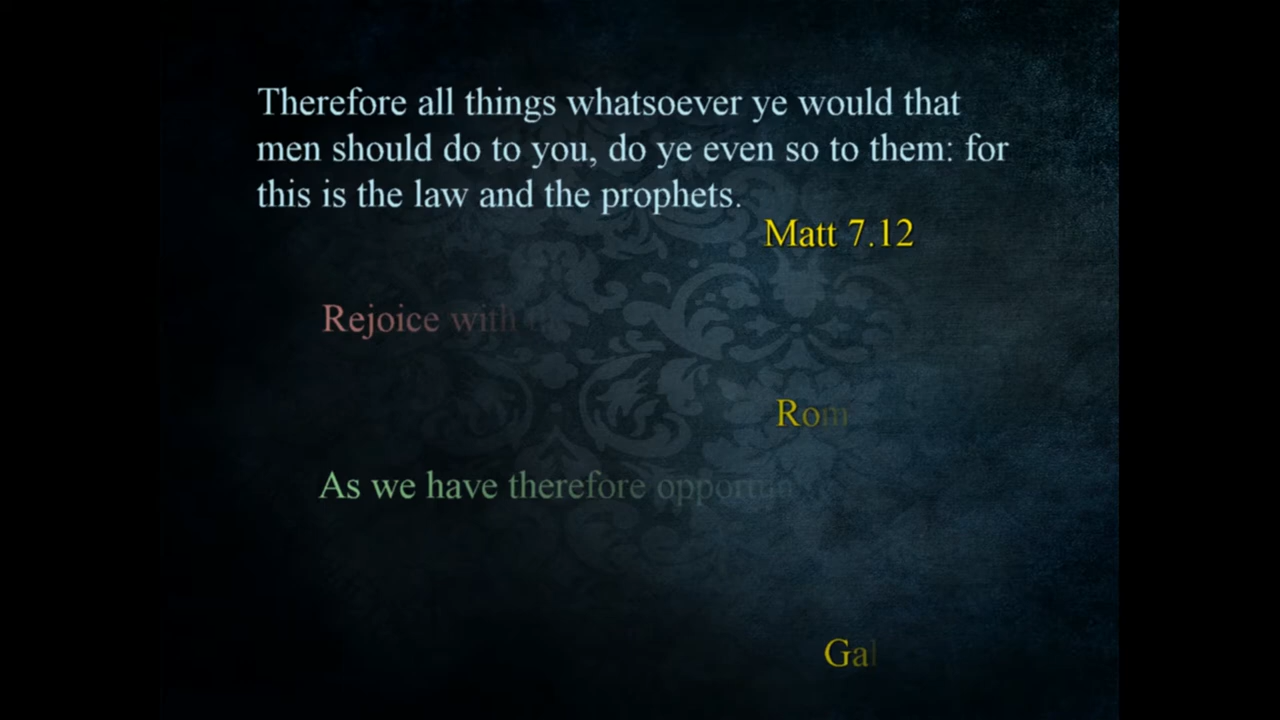 Therefore all things whatsoever ye would that
men should do to you, do ye even so to them: for
this is the law and the prophets.
Matt 7.12
Rejoice with
Rom
As we have therefore
Gal